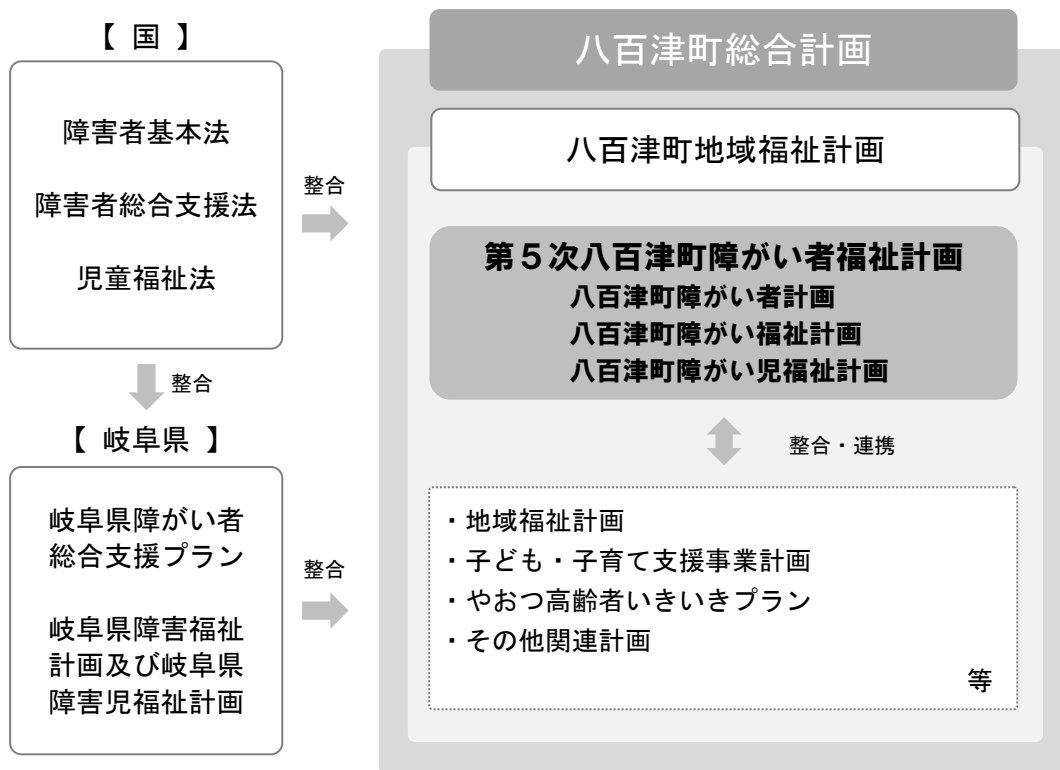 【 国 】
障害者基本法
障害者総合支援法
児童福祉法
整合
整合
【 岐阜県 】
岐阜県障がい者
総合支援プラン
岐阜県障害福祉
計画及び岐阜県
障害児福祉計画
整合
八百津町総合計画
八百津町地域福祉計画
第5次八百津町障がい者福祉計画
八百津町障がい者計画
八百津町障がい福祉計画
八百津町障がい児福祉計画
整合・連携
・地域福祉計画
・子ども・子育て支援事業計画
・やおつ高齢者いきいきプラン
・その他関連計画
等